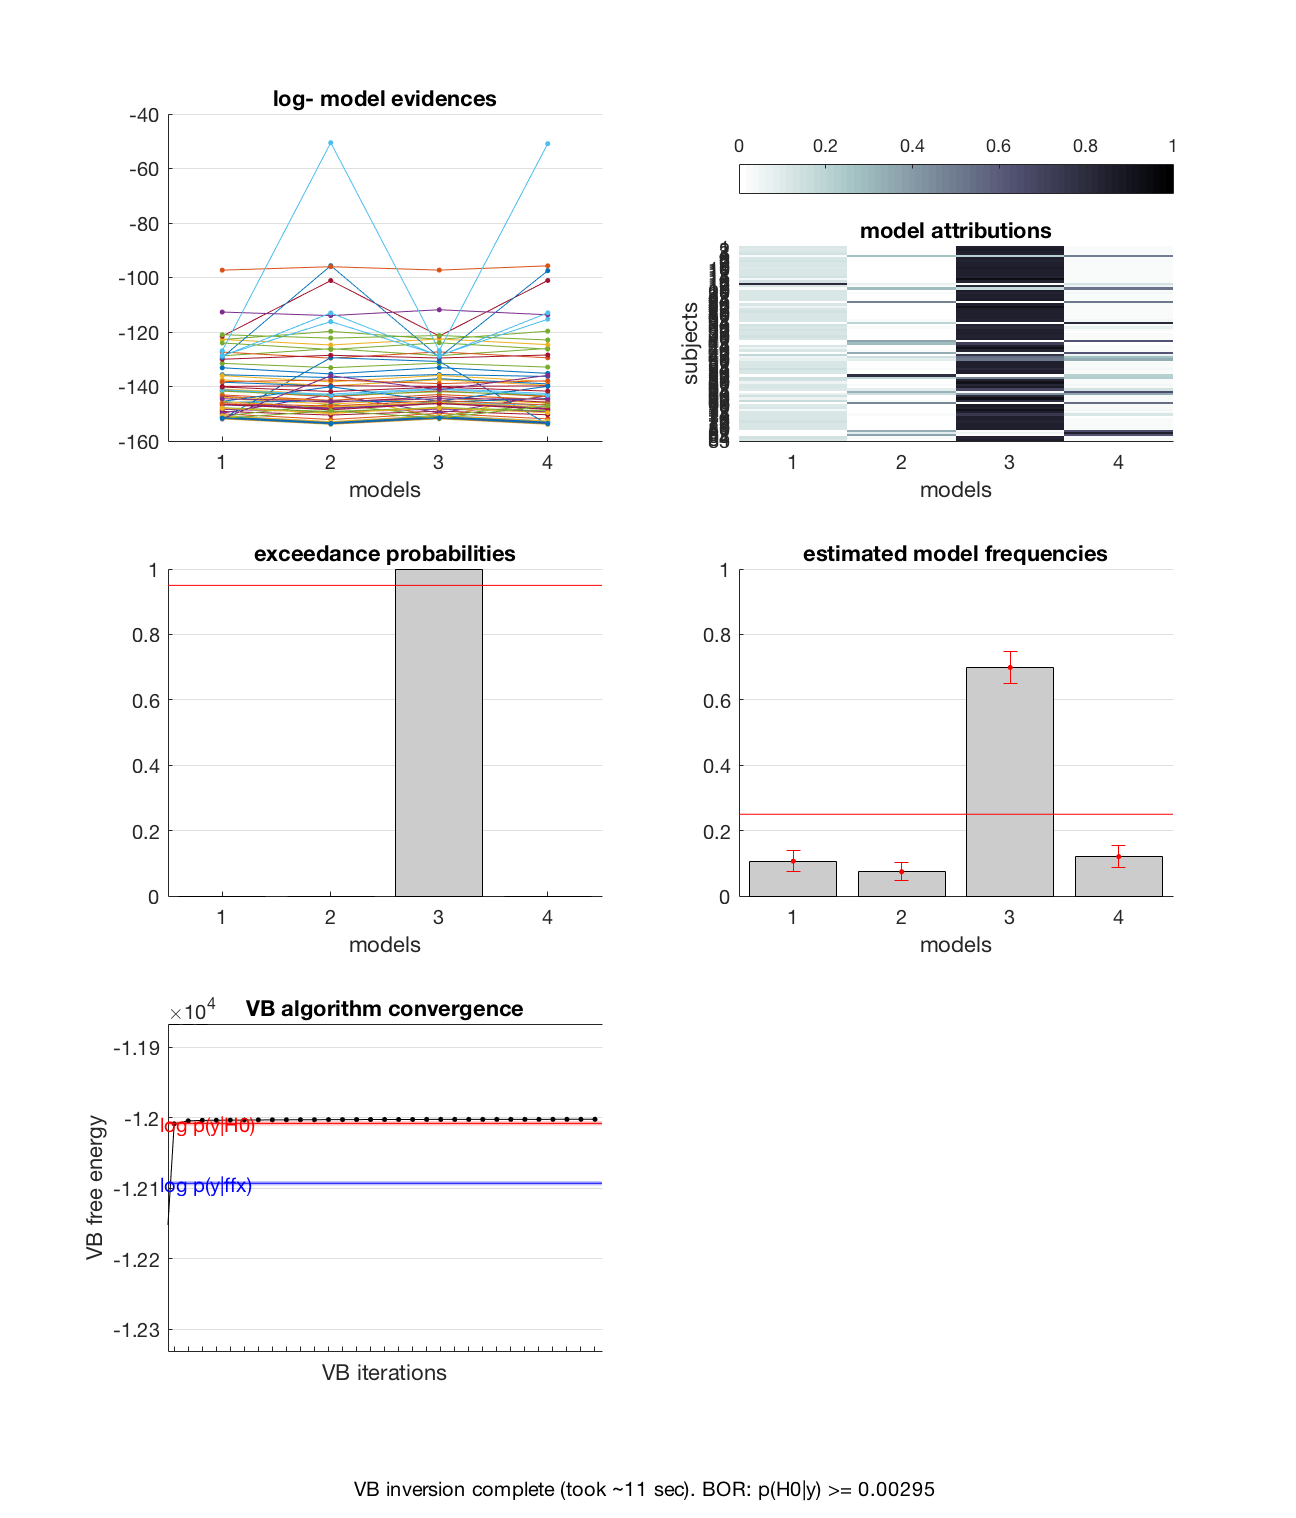 log- model evidences
-40
-60
-80
-100
-120
-140
-160
1 2 3 4
models
0 0.2 0.4 0.6 0.8 1
model attributions
subjects
1 2 3 4
models
exceedance probabilities
1
0.8
0.6
0.4
0.2
0
1 2 3 4
models
estimated model frequencies
1
0.8
0.6
0.4
0.2
0
1 2 3 4
models
×10⁴
VB algorithm convergence
-1.19
-1.2
-1.21
-1.22
-1.23
log p(y|H0)
log p(y|ffx)
VB free energy
VB iterations
VB inversion complete (took ~11 sec). BOR: p(H0|y) >= 0.00295